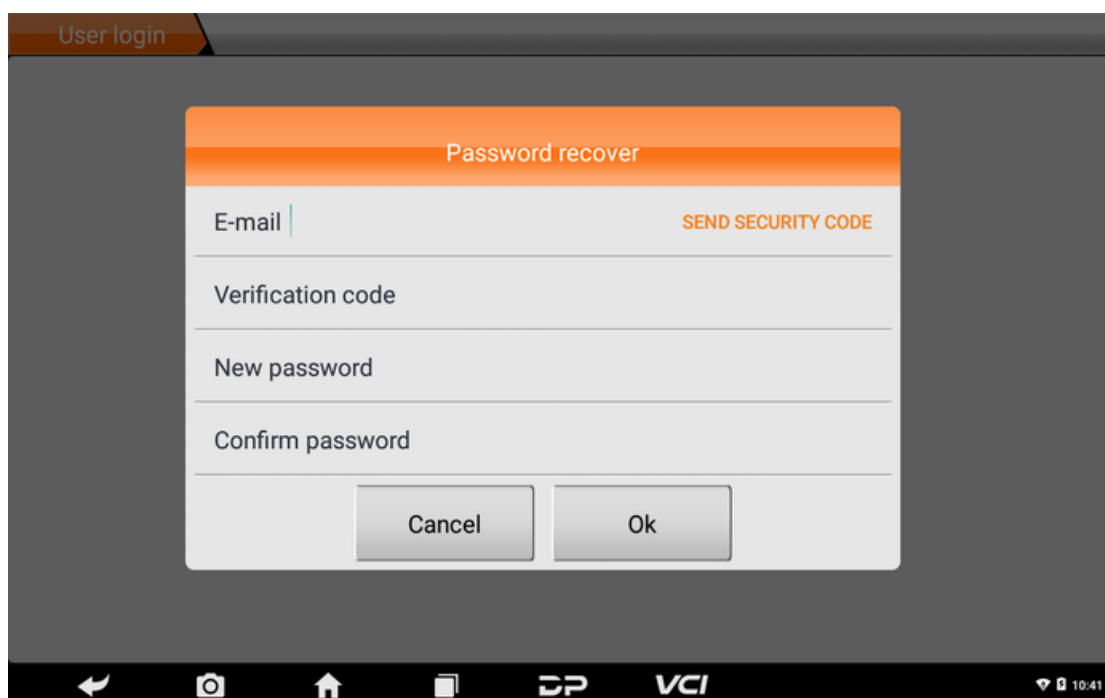 User login
Password recover
E-mail SEND SECURITY CODE
Verification code
New password
Confirm password
Cancel Ok
DP VCI 10:41